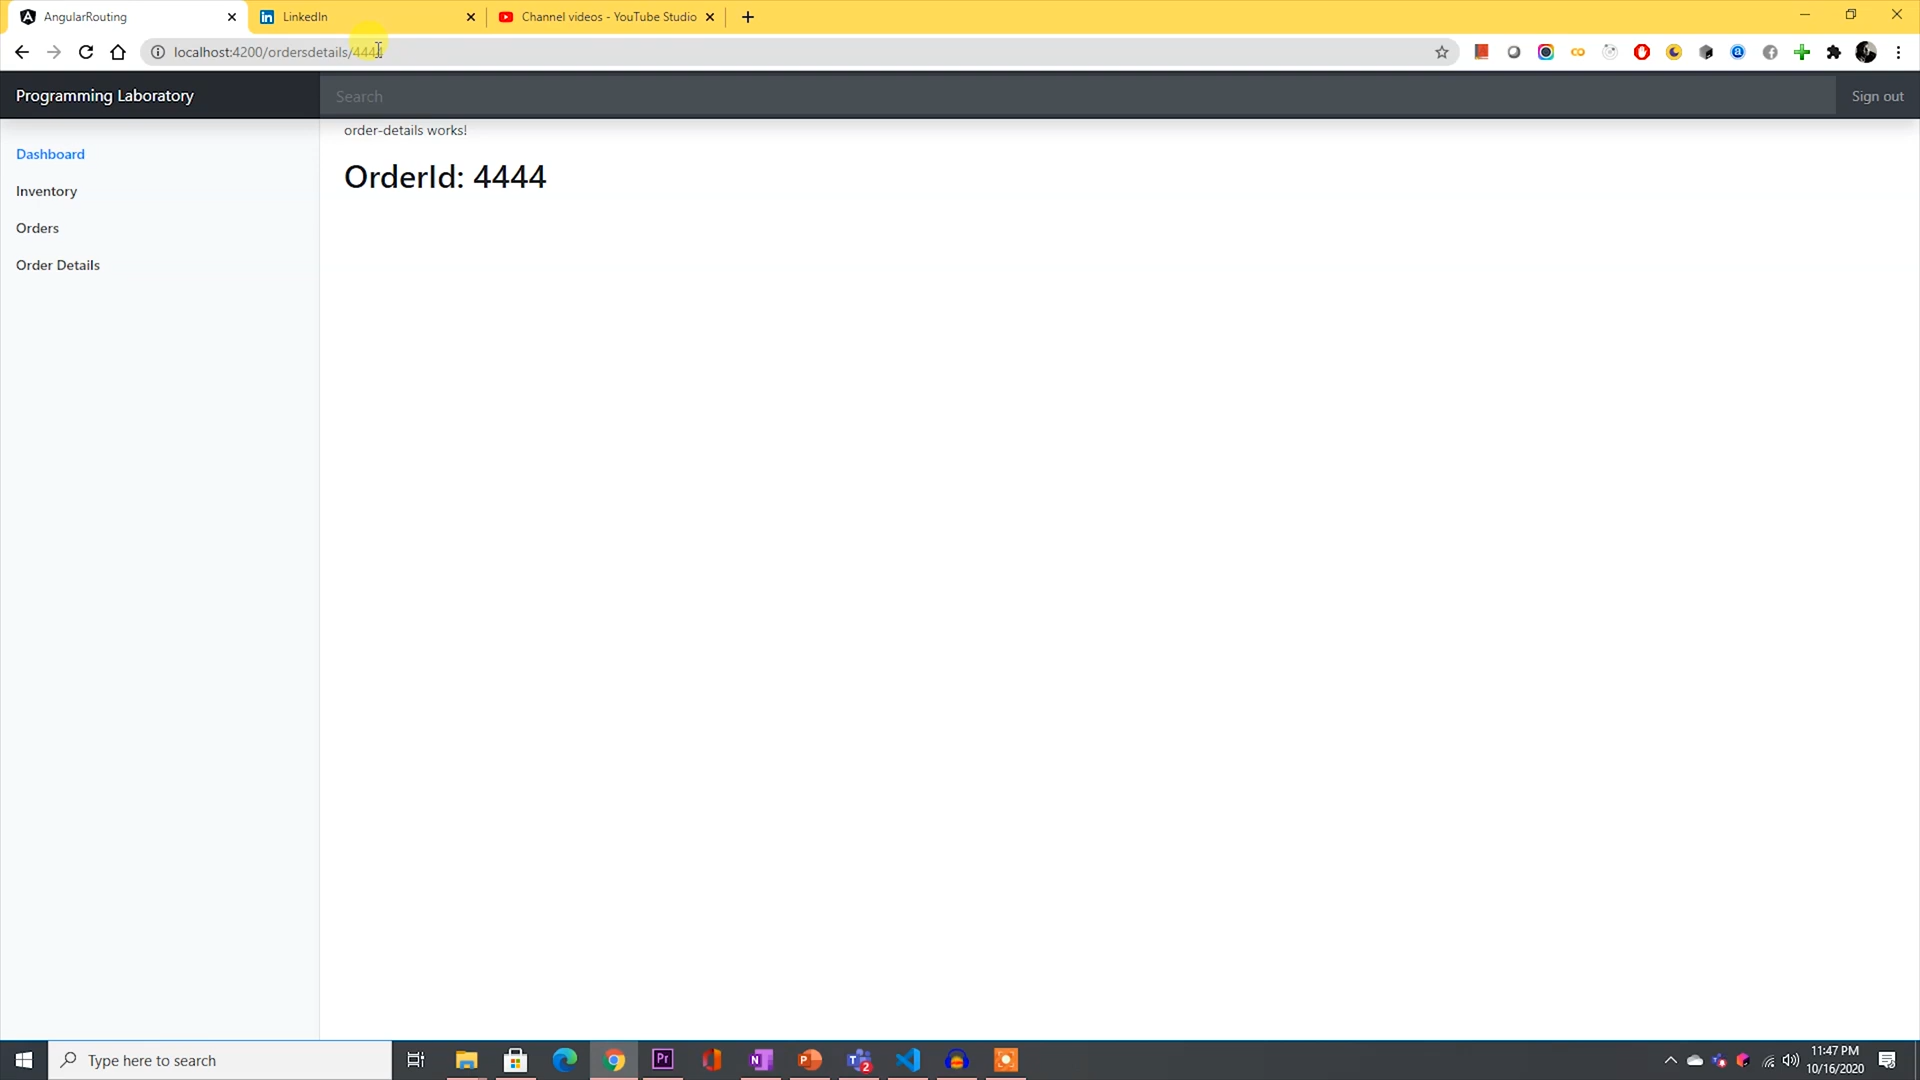 AngularRouting
LinkedIn
Channel videos - YouTube Studio
localhost:4200/ordersdetails/4444
Programming Laboratory
Search
Sign out
order-details works!
Dashboard
OrderId: 4444
Inventory
Orders
Order Details
Type here to search
11:47 PM
10/16/2020